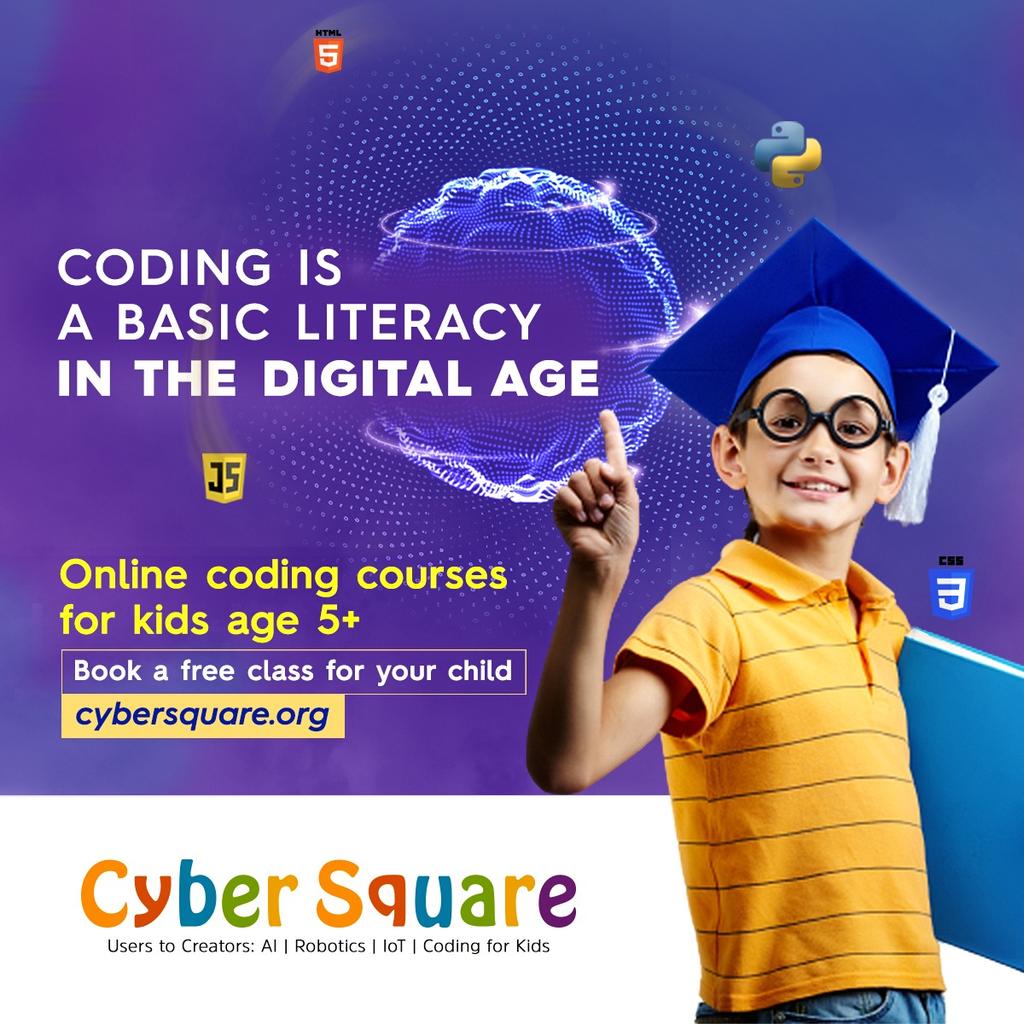 HTML
5
CODING IS
A BASIC LITERACY
IN THE DIGITAL AGE
JS
CSS
3
Online coding courses
for kids age 5+
Book a free class for your child
cybersquare.org
Cyber Square
Users to Creators: AI | Robotics | IoT | Coding for Kids